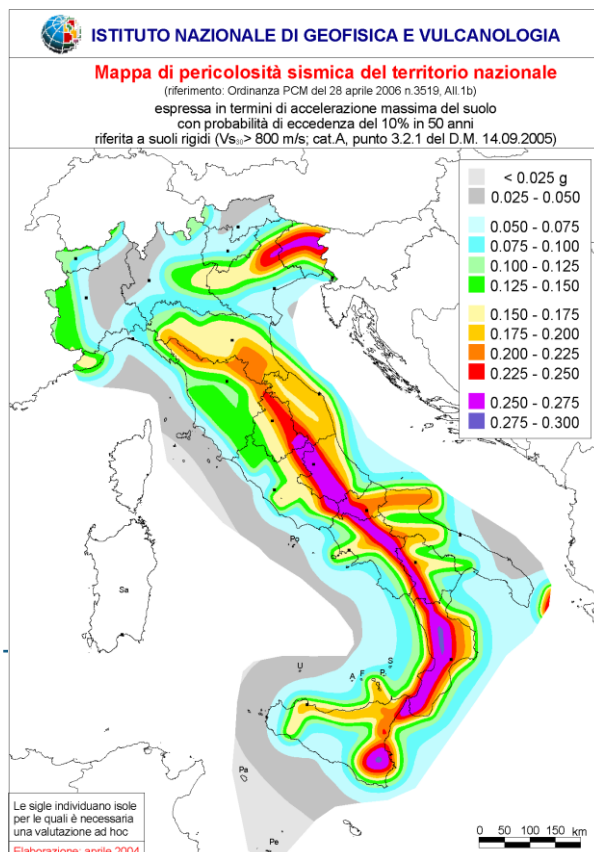 ISTITUTO NAZIONALE DI GEOFISICA E VULCANOLOGIA
Mappa di pericolosità sismica del territorio nazionale
(riferimento: Ordinanza PCM del 28 aprile 2006 n.3519, All.1b)
espressa in termini di accelerazione massima del suolo
con probabilità di eccedenza del 10% in 50 anni
riferita a suoli rigidi (Vs₃₀> 800 m/s; cat.A, punto 3.2.1 del D.M. 14.09.2005)
< 0.025 g
0.025 - 0.050
0.050 - 0.075
0.075 - 0.100
0.100 - 0.125
0.125 - 0.150
0.150 - 0.175
0.175 - 0.200
0.200 - 0.225
0.225 - 0.250
0.250 - 0.275
0.275 - 0.300
Po
Sa
U
A
F
P
S
Pa
Pe
Le sigle individuano isole
per le quali è necessaria
una valutazione ad hoc
Elaborazione: aprile 2004
0 50 100 150 km